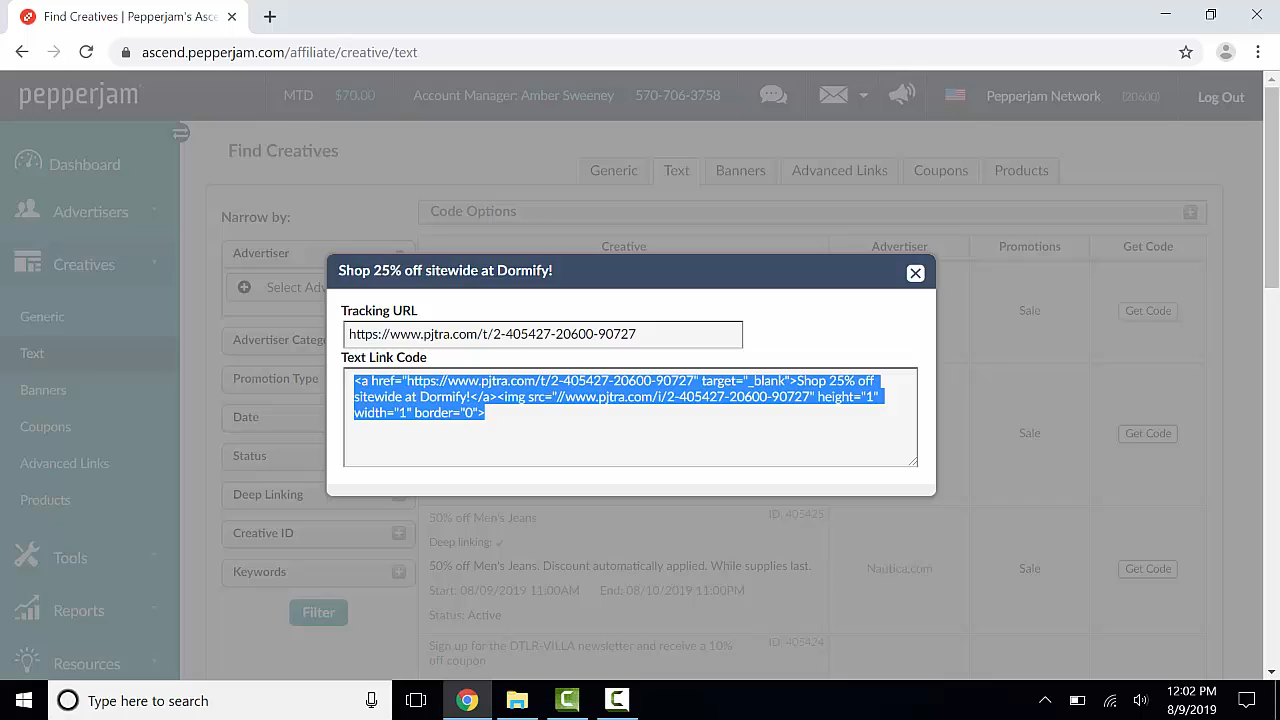 Find Creatives | Pepperjam's Asce
ascend.pepperjam.com/affiliate/creative/text
pepperjam
MTD $70.00 Account Manager: Amber Sweeney 570-706-3758 Pepperjam Network (20600) Log Out
Dashboard
Advertisers
Creatives
Generic
Text
Banners
Coupons
Advanced Links
Products
Tools
Reports
Resources
Find Creatives
Generic Text Banners Advanced Links Coupons Products
Narrow by:
Advertiser
Select Adv
Advertiser Catego
Promotion Type
Date
Status
Deep Linking
Creative ID
Keywords
Filter
Code Options
Creative Advertiser Promotions Get Code
Sale Get Code
Sale Get Code
Shop 25% off sitewide at Dormify!
Tracking URL
https://www.pjtra.com/t/2-405427-20600-90727
Text Link Code
<a href="https://www.pjtra.com/t/2-405427-20600-90727" target="_blank">Shop 25% off
sitewide at Dormify!</a><img src="//www.pjtra.com/i/2-405427-20600-90727" height="1"
width="1" border="0">
50% off Men's Jeans ID: 405425
Deep linking: ✓
50% off Men's Jeans. Discount automatically applied. While supplies last.
Start: 08/09/2019 11:00AM End: 08/10/2019 11:00PM
Status: Active
Nautica.com Sale Get Code
Sign up for the DTLR-VILLA newsletter and receive a 10% ID: 405424
off coupon
Type here to search
12:02 PM
8/9/2019